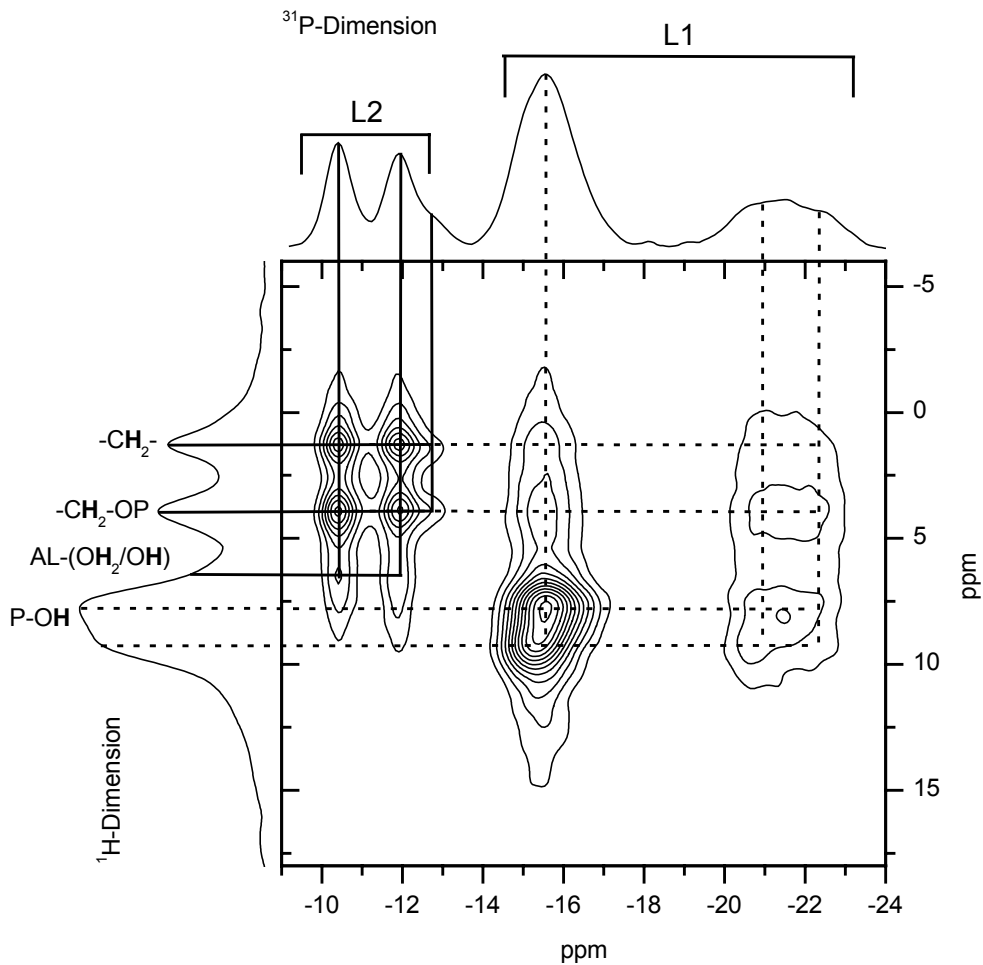 ³¹P-Dimension
L1
L2
-CH₂-
-CH₂-OP
AL-(OH₂/OH)
P-OH
¹H-Dimension
-5
0
5
10
15
ppm
-10 -12 -14 -16 -18 -20 -22 -24
ppm